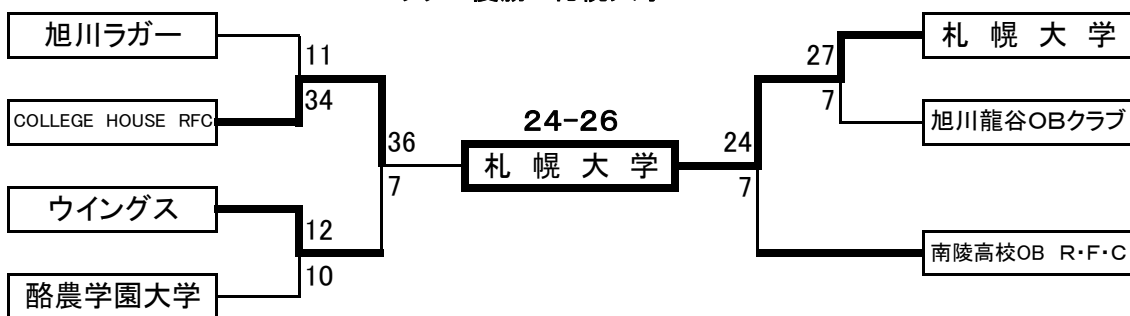 旭川ラガー
11
34
COLLEGE HOUSE RFC
36
7
ウイングス
12
10
酪農学園大学
24-26
札幌大学
札幌大学
27
7
旭川龍谷OBクラブ
24
7
南陵高校OB R・F・C